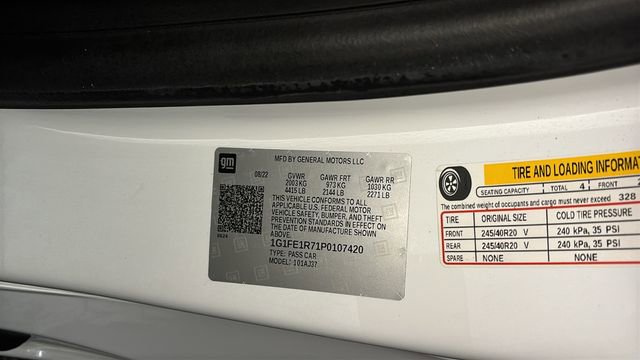 gm
MFD BY GENERAL MOTORS LLC
08/22 GVWR GAWR FRT GAWR RR
2003 KG 973 KG 1030 KG
4415 LB 2144 LB 2271 LB
THIS VEHICLE CONFORMS TO ALL
APPLICABLE U.S. FEDERAL MOTOR
VEHICLE SAFETY, BUMPER, AND THEFT
PREVENTION STANDARDS IN EFFECT ON
THE DATE OF MANUFACTURE SHOWN
ABOVE.
1G1FE1R71P0107420
TYPE: PASS CAR
MODEL: 101AJ37
TIRE AND LOADING INFORMA
SEATING CAPACITY TOTAL 4 FRONT
The combined weight of occupants and cargo must never exceed 328
TIRE ORIGINAL SIZE COLD TIRE PRESSURE
FRONT 245/40R20 V 240 kPa, 35 PSI
REAR 245/40R20 V 240 kPa, 35 PSI
SPARE NONE NONE